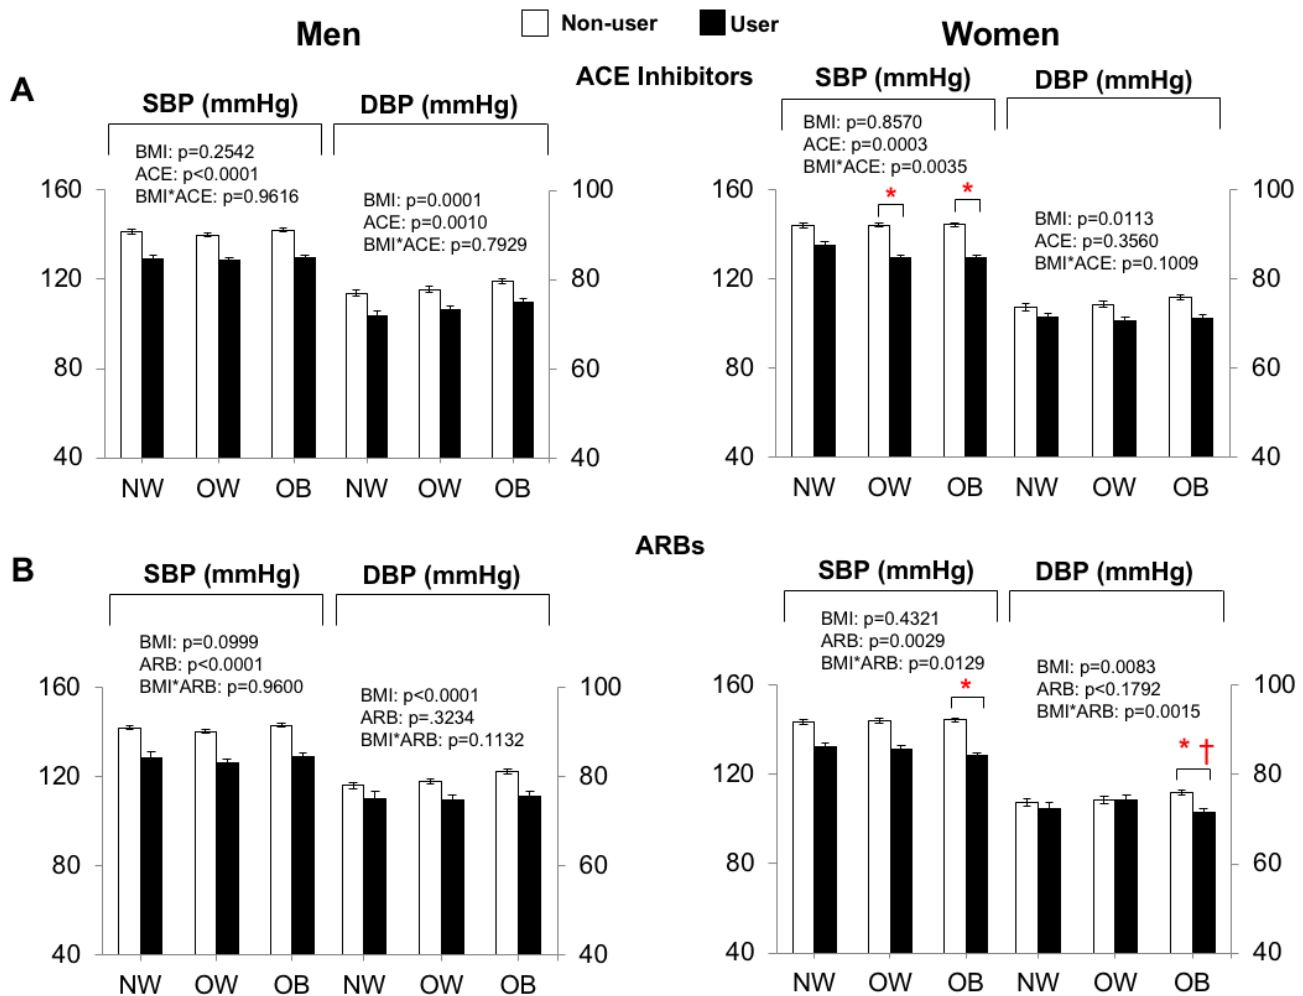 Men
Non-user
User
Women
A
ACE Inhibitors
SBP (mmHg)
DBP (mmHg)
BMI: p=0.2542
ACE: p<0.0001
BMI*ACE: p=0.9616
BMI: p=0.0001
ACE: p=0.0010
BMI*ACE: p=0.7929
160
120
80
40
100
80
60
40
NW
OW
OB
NW
OW
OB
SBP (mmHg)
DBP (mmHg)
BMI: p=0.8570
ACE: p=0.0003
BMI*ACE: p=0.0035
*
*
BMI: p=0.0113
ACE: p=0.3560
BMI*ACE: p=0.1009
160
120
80
40
100
80
60
40
NW
OW
OB
NW
OW
OB
B
ARBs
SBP (mmHg)
DBP (mmHg)
BMI: p=0.0999
ARB: p<0.0001
BMI*ARB: p=0.9600
BMI: p<0.0001
ARB: p=.3234
BMI*ARB: p=0.1132
160
120
80
40
100
80
60
40
NW
OW
OB
NW
OW
OB
SBP (mmHg)
DBP (mmHg)
BMI: p=0.4321
ARB: p=0.0029
BMI*ARB: p=0.0129
*
BMI: p=0.0083
ARB: p<0.1792
BMI*ARB: p=0.0015
* †
160
120
80
40
100
80
60
40
NW
OW
OB
NW
OW
OB